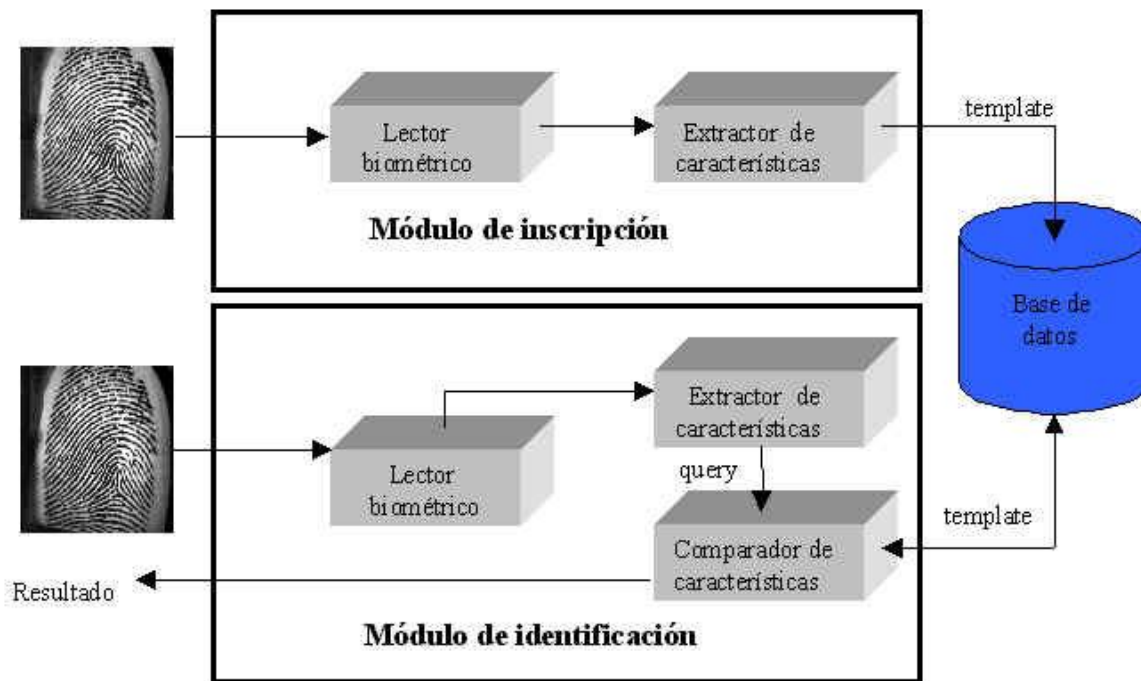 Lector
biométrico
Extractor de
características
template
Módulo de inscripción
Base de
datos
Lector
biométrico
Extractor de
características
query
Comparador de
características
template
Resultado
Módulo de identificación